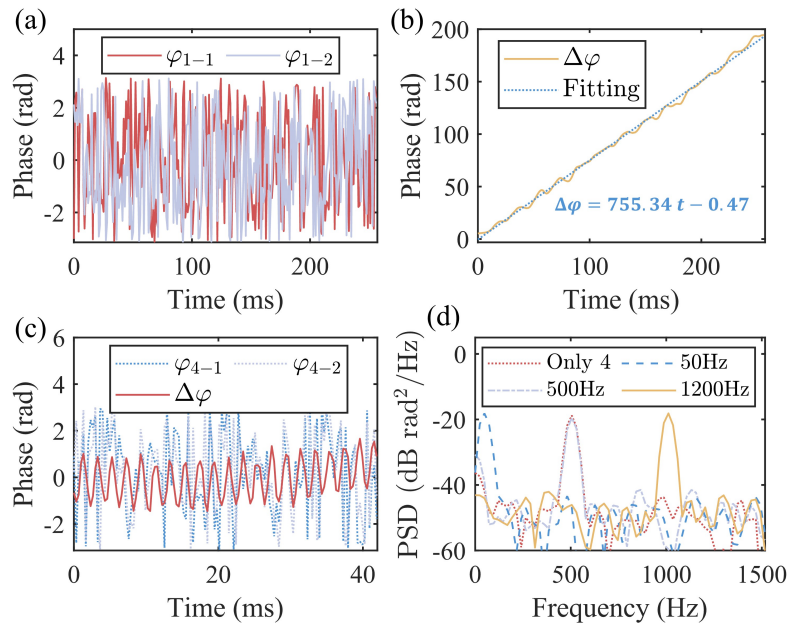 (a)
φ₁₋₁ φ₁₋₂
Phase (rad)
4
2
0
-2
0 100 200
Time (ms)
(b)
Δφ
Fitting
Δφ = 755.34 t − 0.47
Phase (rad)
200
150
100
50
0
0 100 200
Time (ms)
(c)
φ₄₋₁ φ₄₋₂
Δφ
Phase (rad)
6
4
2
0
-2
0 20 40
Time (ms)
(d)
Only 4 50Hz
500Hz 1200Hz
PSD (dB rad²/Hz)
0
-20
-40
-60
0 500 1000 1500
Frequency (Hz)